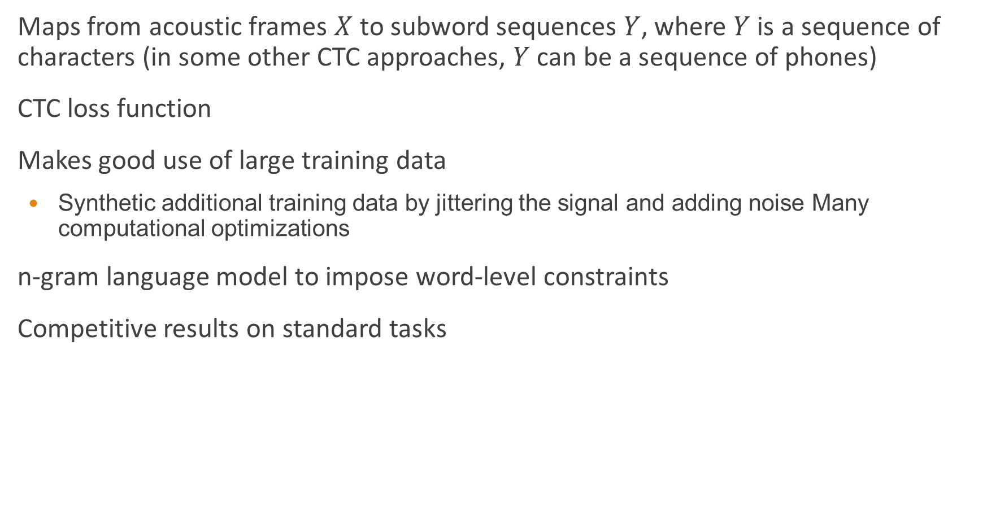 Maps from acoustic frames X to subword sequences Y, where Y is a sequence of
characters (in some other CTC approaches, Y can be a sequence of phones)
CTC loss function
Makes good use of large training data
• Synthetic additional training data by jittering the signal and adding noise Many
computational optimizations
n-gram language model to impose word-level constraints
Competitive results on standard tasks